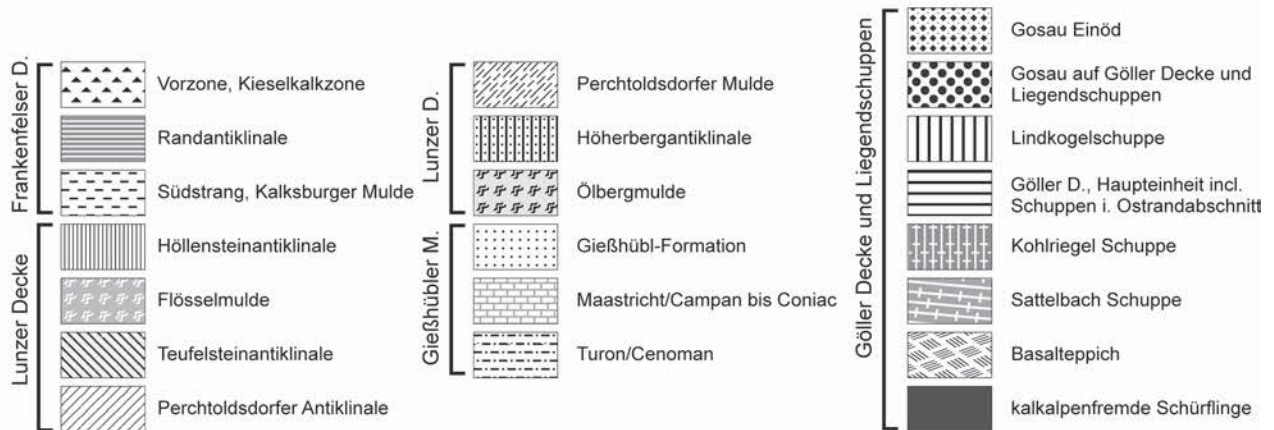 Frankenfelser D.
Vorzone, Kieselkalkzone
Randantiklinale
Südstrang, Kalksburger Mulde
Lunzer Decke
Höllensteinantiklinale
Flösselmulde
Teufelsteinantiklinale
Perchtoldsdorfer Antiklinale
Lunzer D.
Perchtoldsdorfer Mulde
Höherbergantiklinale
Ölbergmulde
Gießhübler M.
Gießhübl-Formation
Maastricht/Campan bis Coniac
Turon/Cenoman
Göller Decke und Liegendschuppen
Gosau Einöd
Gosau auf Göller Decke und
Liegendschuppen
Lindkogelschuppe
Göller D., Haupteinheit incl.
Schuppen i. Ostrandabschnitt
Kohlriegel Schuppe
Sattelbach Schuppe
Basalteppich
kalkalpenfremde Schürflinge